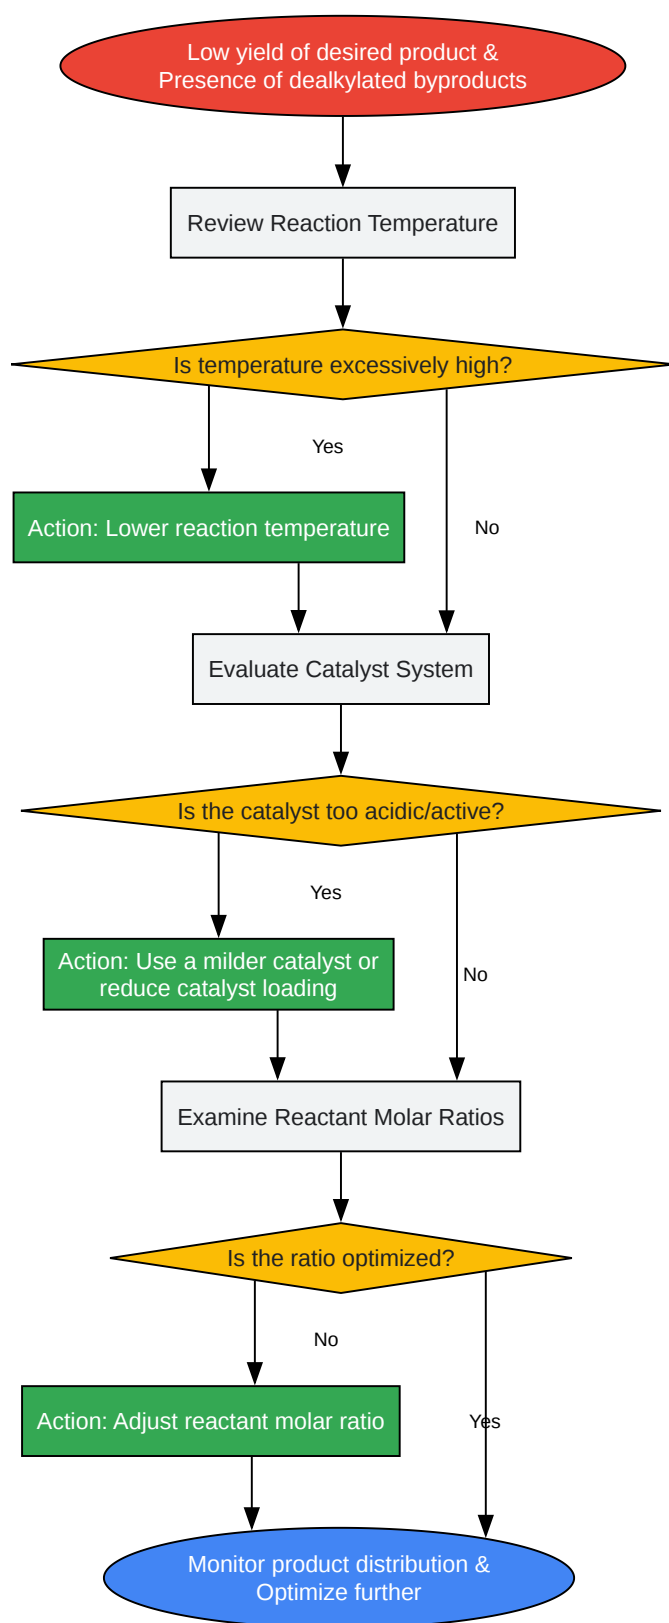 Low yield of desired product &
Presence of dealkylated byproducts
Review Reaction Temperature
Is temperature excessively high?
Yes
Action: Lower reaction temperature
No
Evaluate Catalyst System
Is the catalyst too acidic/active?
Yes
Action: Use a milder catalyst or
reduce catalyst loading
No
Examine Reactant Molar Ratios
Is the ratio optimized?
No
Action: Adjust reactant molar ratio
Yes
Monitor product distribution &
Optimize further